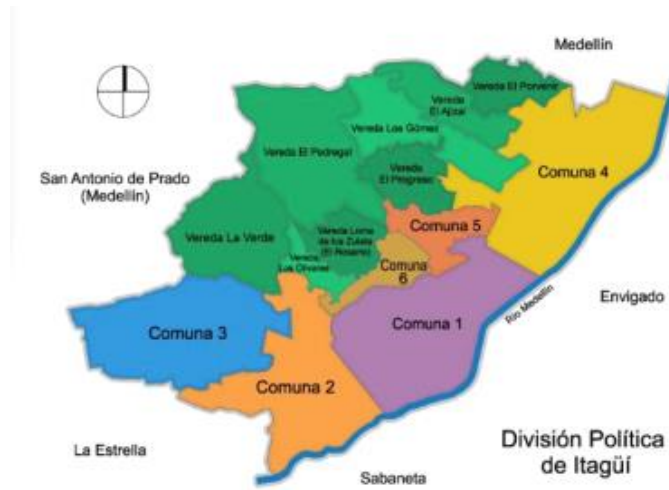 Medellín
Vereda El Porvenir
Vereda
El Ajizal
Vereda Los Gómez
Vereda El Pedregal
Vereda
El Progreso
Comuna 4
San Antonio de Prado
(Medellín)
Vereda La Verde
Vereda Loma
de los Zuleta
(El Rosario)
Comuna 5
Vereda
Los Olivares
Comuna
6
Envigado
Río Medellín
Comuna 3
Comuna 1
Comuna 2
La Estrella
Sabaneta
División Política
de Itagüí